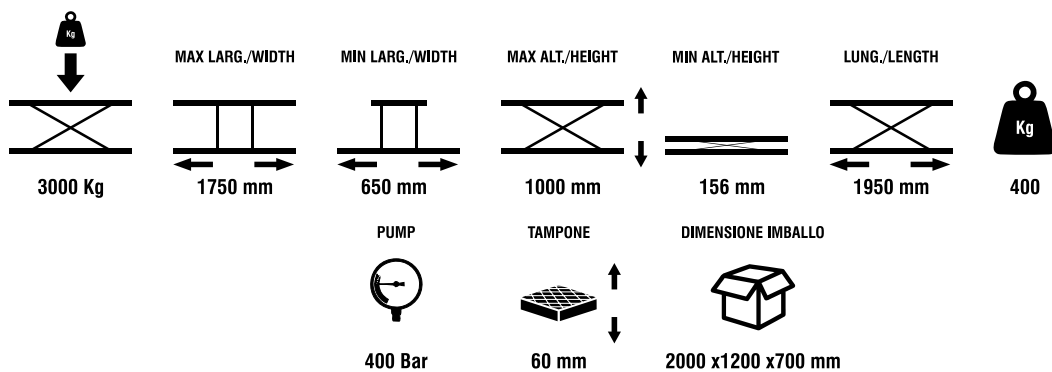 Kg
MAX LARG./WIDTH
MIN LARG./WIDTH
MAX ALT./HEIGHT
MIN ALT./HEIGHT
LUNG./LENGTH
Kg
3000 Kg
1750 mm
650 mm
1000 mm
156 mm
1950 mm
400
PUMP
TAMPONE
DIMENSIONE IMBALLO
400 Bar
60 mm
2000 x1200 x700 mm